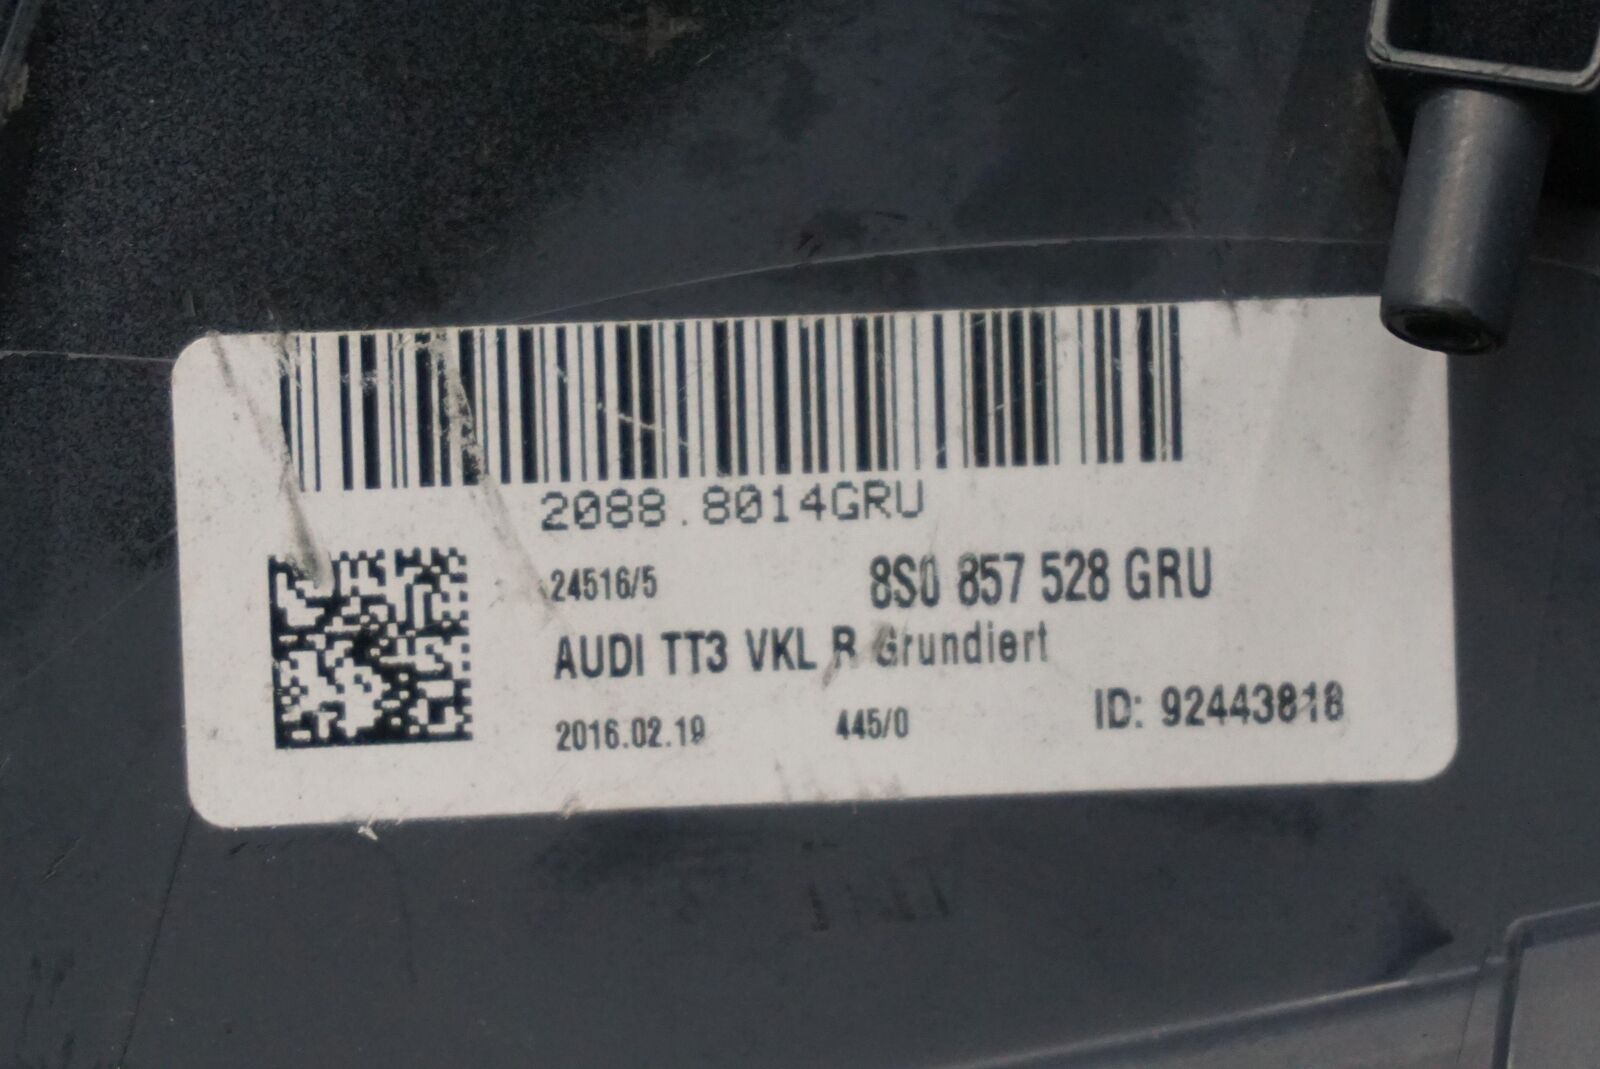 2088.8014GRU
24516/5 8S0 857 528 GRU
AUDI TT3 VKL R Grundiert
2016.02.19 445/0 ID: 92443818